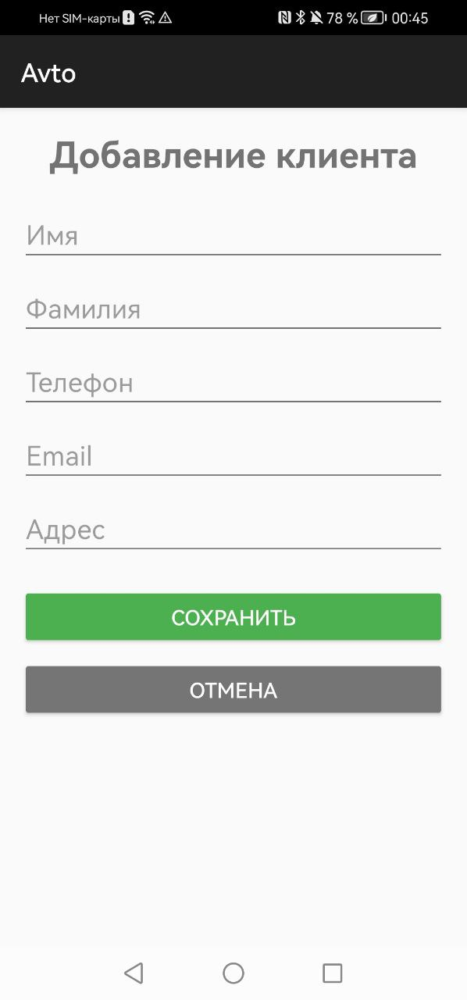 Нет SIM-карты 78 % 00:45
Avto
Добавление клиента
Имя
Фамилия
Телефон
Email
Адрес
СОХРАНИТЬ
ОТМЕНА